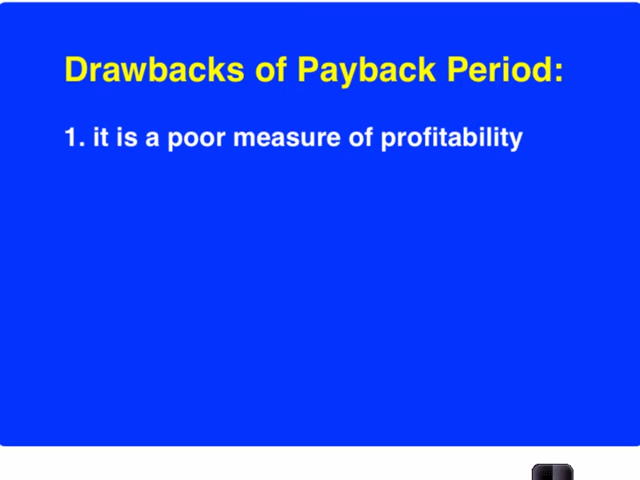 Drawbacks of Payback Period:
1. it is a poor measure of profitability